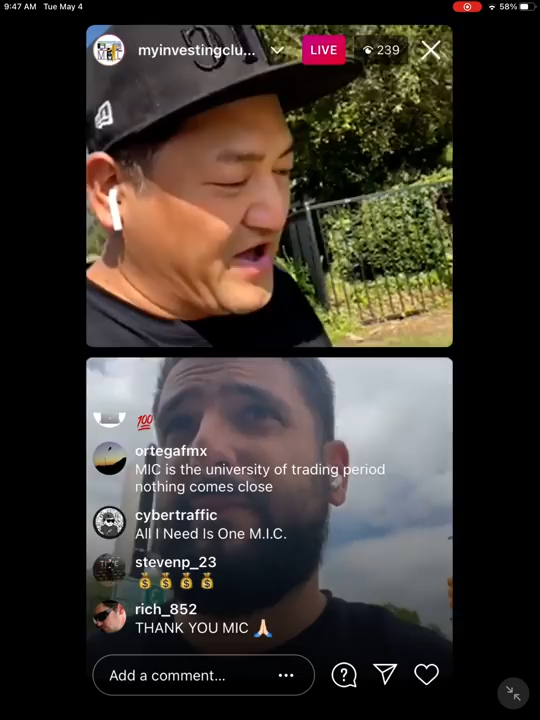 9:47 AM Tue May 4
58%
myinvestingclu...
LIVE
239
💯
ortegafmx
MIC is the university of trading period
nothing comes close
cybertraffic
All I Need Is One M.I.C.
stevenp_23
💰 💰 💰 💰
rich_852
THANK YOU MIC 🙏🏻
Add a comment...